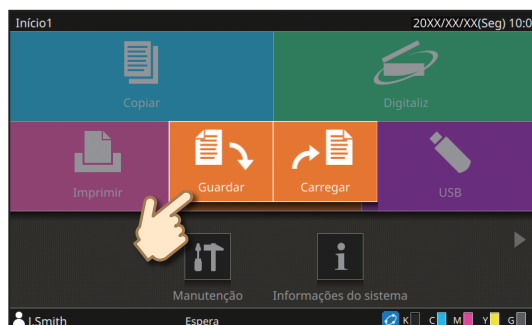 Início1 20XX/XX/XX(Seg) 10:0
Copiar Digitaliz
Imprimir Guardar Carregar USB
Manutenção Informações do sistema
J.Smith Espera K C M Y G